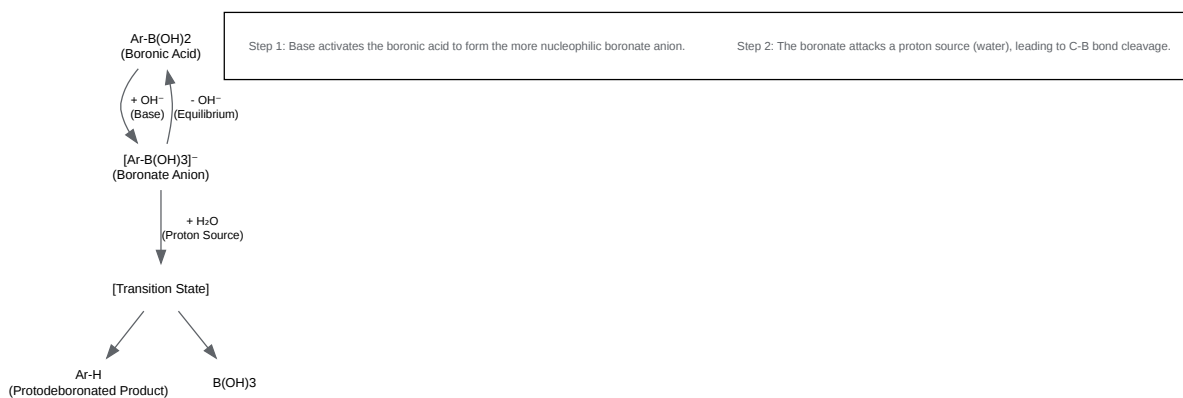 Ar-B(OH)2
(Boronic Acid)
Step 1: Base activates the boronic acid to form the more nucleophilic boronate anion.
Step 2: The boronate attacks a proton source (water), leading to C-B bond cleavage.
+ OH⁻
(Base)
- OH⁻
(Equilibrium)
[Ar-B(OH)3]⁻
(Boronate Anion)
+ H₂O
(Proton Source)
[Transition State]
Ar-H
(Protodeboronated Product)
B(OH)3